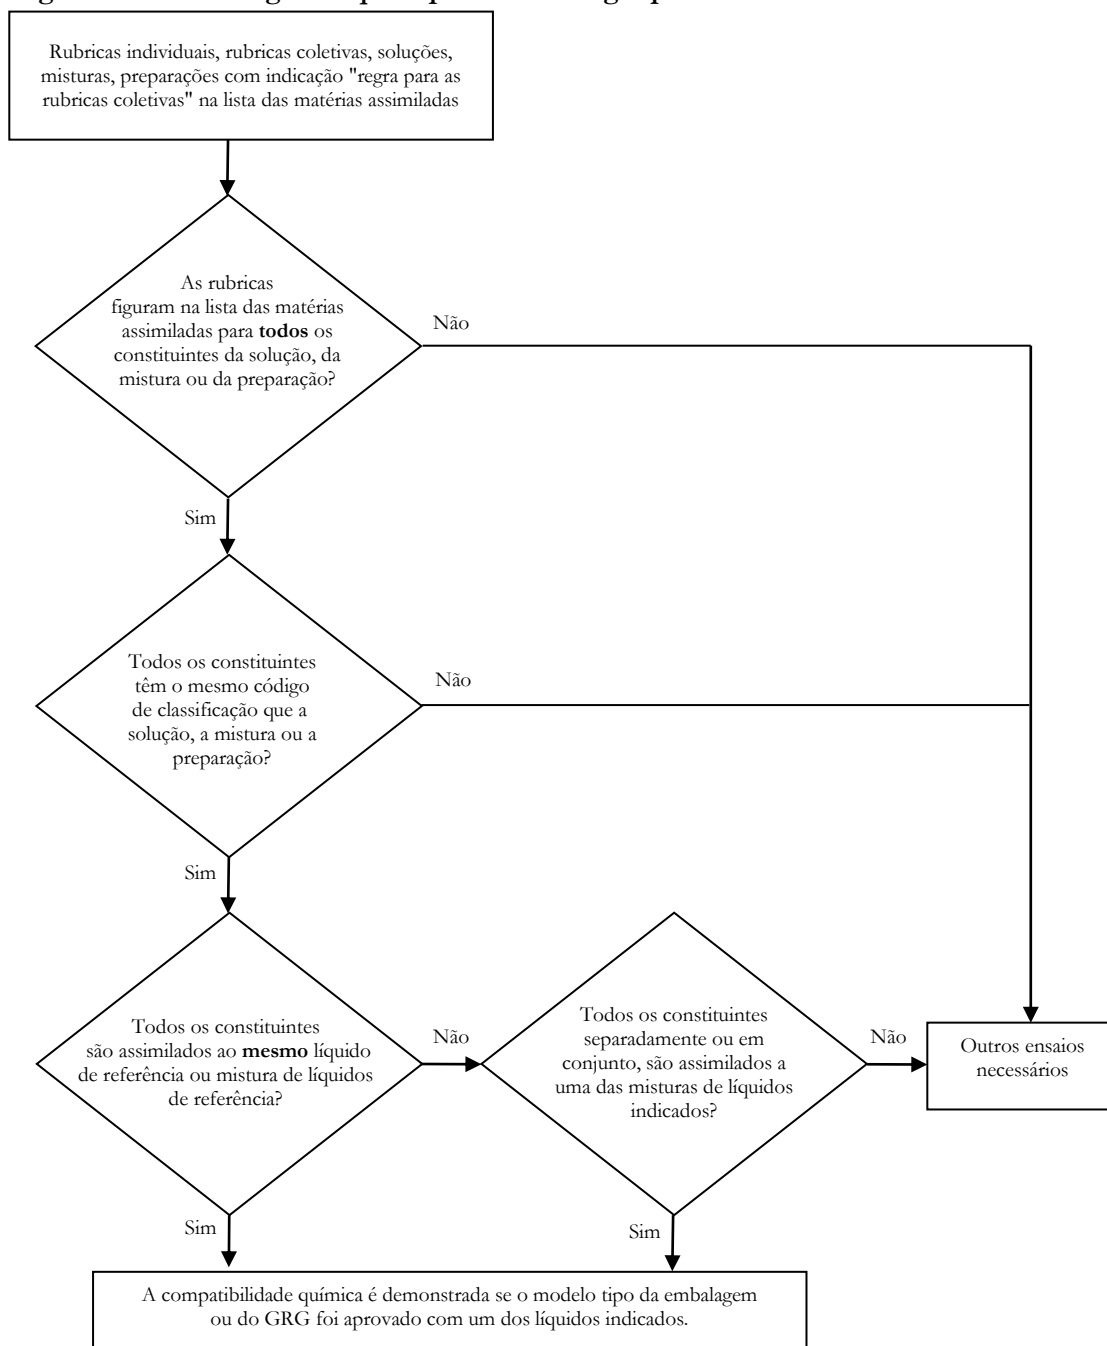 Rubricas individuais, rubricas coletivas, soluções,
misturas, preparações com indicação "regra para as
rubricas coletivas" na lista das matérias assimiladas
As rubricas
figuram na lista das matérias
assimiladas para todos os
constituintes da solução, da
mistura ou da preparação?
Não
Sim
Todos os constituintes
têm o mesmo código
de classificação que a
solução, a mistura ou a
preparação?
Não
Sim
Todos os constituintes
são assimilados ao mesmo líquido
de referência ou mistura de líquidos
de referência?
Não
Todos os constituintes
separadamente ou em
conjunto, são assimilados a
uma das misturas de líquidos
indicados?
Não
Outros ensaios
necessários
Sim
Sim
A compatibilidade química é demonstrada se o modelo tipo da embalagem
ou do GRG foi aprovado com um dos líquidos indicados.